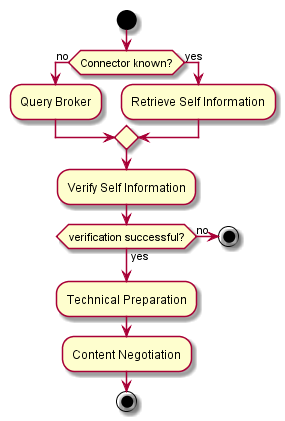 no
Connector known?
yes
Query Broker
Retrieve Self Information
Verify Self Information
verification successful?
no
yes
Technical Preparation
Content Negotiation